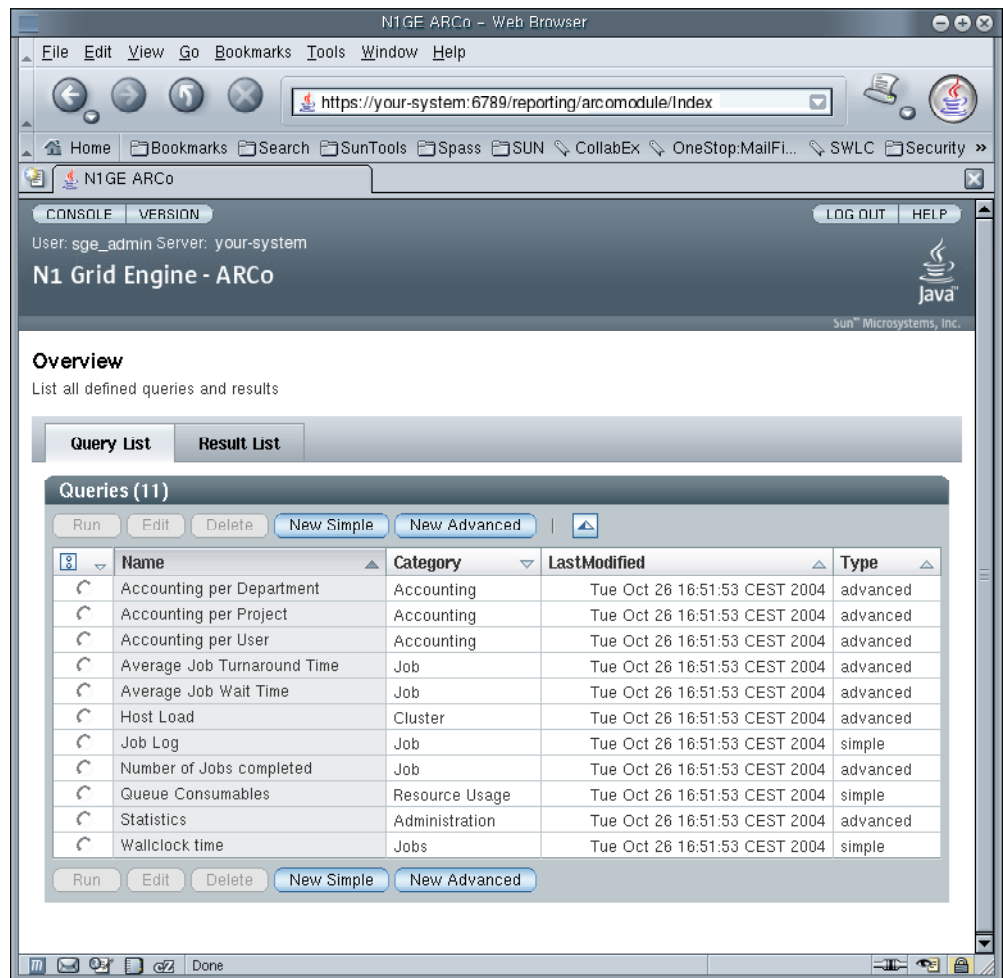 N1GE ARCo – Web Browser
File Edit View Go Bookmarks Tools Window Help
https://your-system:6789/reporting/arcomodule/Index
Home Bookmarks Search SunTools Spass SUN CollabEx OneStop:MailFi... SWLC Security »
N1GE ARCo
CONSOLE VERSION LOG OUT HELP
User: sge_admin Server: your-system
N1 Grid Engine - ARCo
Java™
Sun™ Microsystems, Inc.
Overview
List all defined queries and results
Query List Result List
Queries (11)
Run Edit Delete New Simple New Advanced |
Name Category LastModified Type
Accounting per Department Accounting Tue Oct 26 16:51:53 CEST 2004 advanced
Accounting per Project Accounting Tue Oct 26 16:51:53 CEST 2004 advanced
Accounting per User Accounting Tue Oct 26 16:51:53 CEST 2004 advanced
Average Job Turnaround Time Job Tue Oct 26 16:51:53 CEST 2004 advanced
Average Job Wait Time Job Tue Oct 26 16:51:53 CEST 2004 advanced
Host Load Cluster Tue Oct 26 16:51:53 CEST 2004 advanced
Job Log Job Tue Oct 26 16:51:53 CEST 2004 simple
Number of Jobs completed Job Tue Oct 26 16:51:53 CEST 2004 advanced
Queue Consumables Resource Usage Tue Oct 26 16:51:53 CEST 2004 simple
Statistics Administration Tue Oct 26 16:51:53 CEST 2004 advanced
Wallclock time Jobs Tue Oct 26 16:51:53 CEST 2004 simple
Run Edit Delete New Simple New Advanced
Done